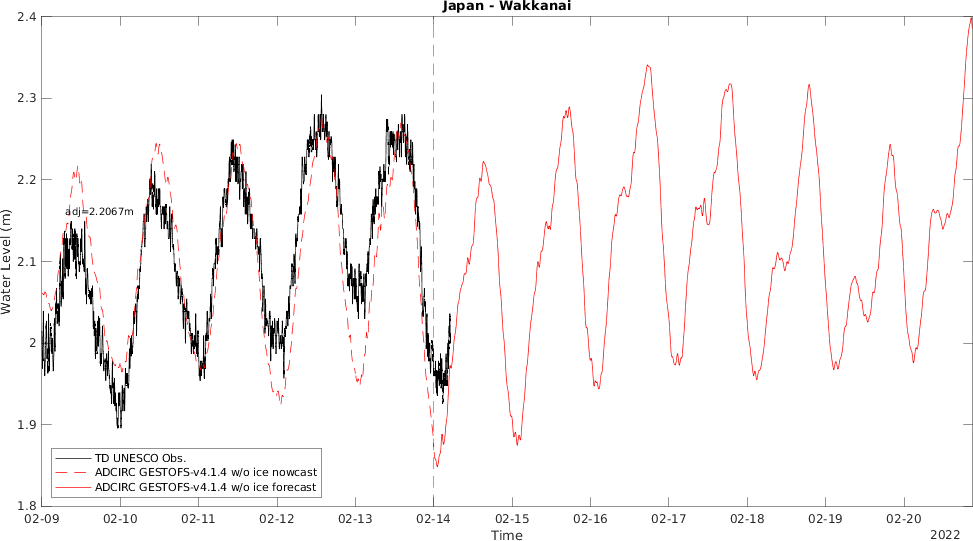 Japan - Wakkanai
2.4
2.3
2.2
2.1
2
1.9
1.8
Water Level (m)
adj=2.2067m
TD UNESCO Obs.
ADCIRC GESTOFS-v4.1.4 w/o ice nowcast
ADCIRC GESTOFS-v4.1.4 w/o ice forecast
02-09 02-10 02-11 02-12 02-13 02-14 02-15 02-16 02-17 02-18 02-19 02-20
Time
2022